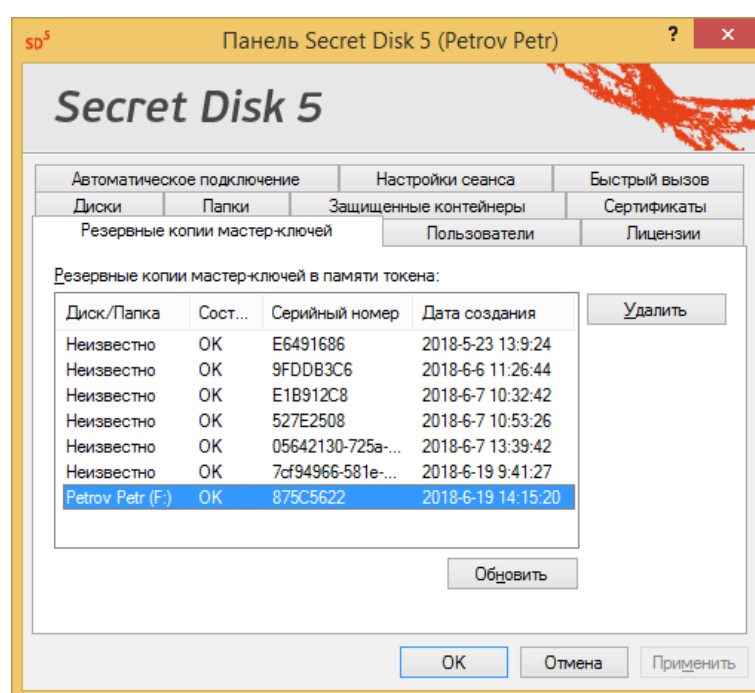 SD5 Панель Secret Disk 5 (Petrov Petr) ? ×
Secret Disk 5
Автоматическое подключение Настройки сеанса Быстрый вызов
Диски Папки Защищенные контейнеры Сертификаты
Резервные копии мастер-ключей Пользователи Лицензии
Резервные копии мастер-ключей в памяти токена:
Диск/Папка Сост... Серийный номер Дата создания Удалить
Неизвестно OK E6491686 2018-5-23 13:9:24
Неизвестно OK 9FDDB3C6 2018-6-6 11:26:44
Неизвестно OK E1B912C8 2018-6-7 10:32:42
Неизвестно OK 527E2508 2018-6-7 10:53:26
Неизвестно OK 05642130-725a-... 2018-6-7 13:39:42
Неизвестно OK 7cf94966-581e-... 2018-6-19 9:41:27
Petrov Petr (F:) OK 875C5622 2018-6-19 14:15:20
Обновить
OK Отмена Применить